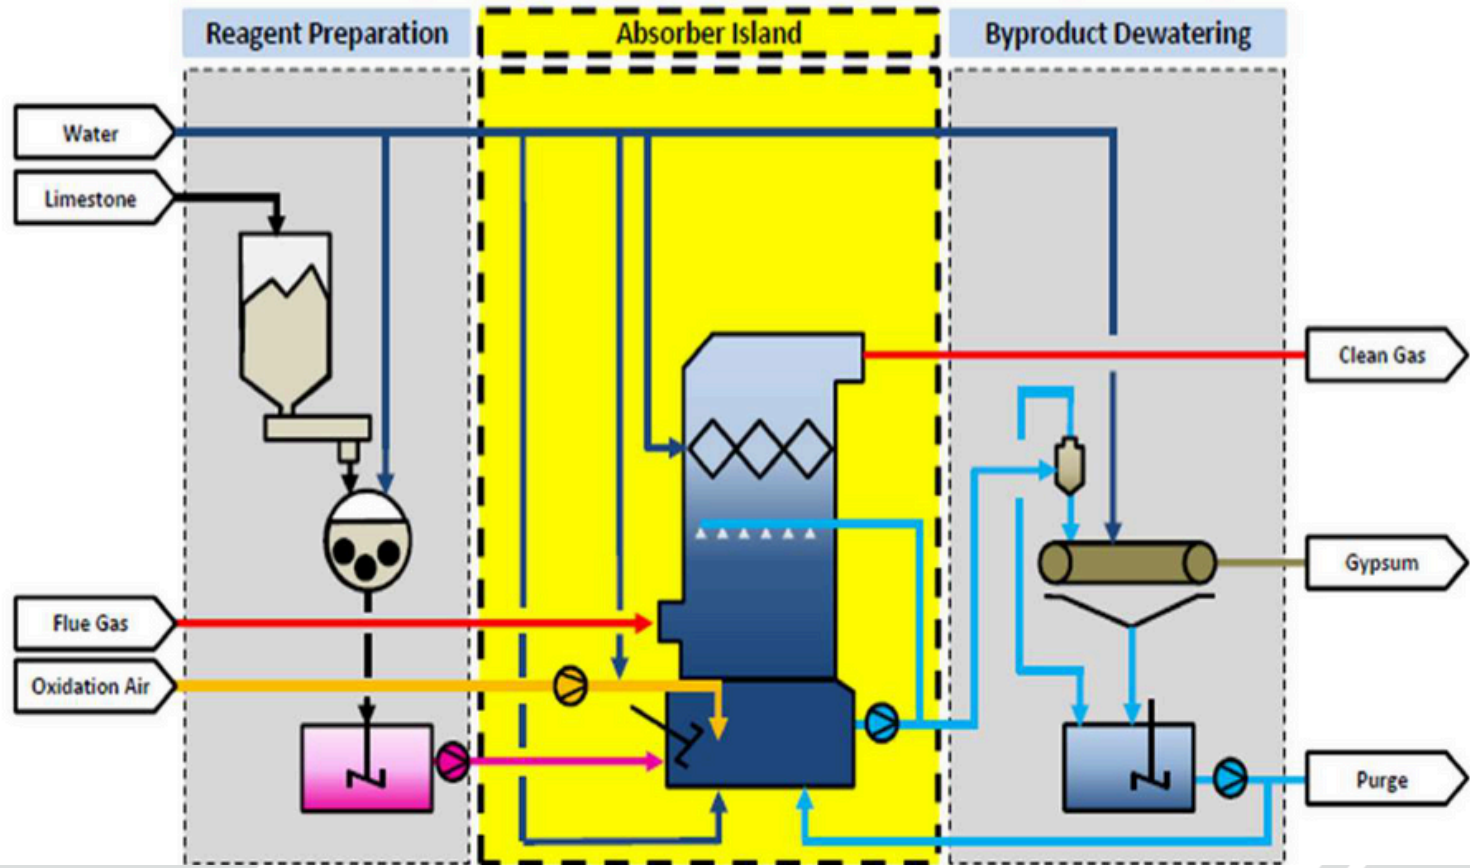 Reagent Preparation
Absorber Island
Byproduct Dewatering
Water
Limestone
Clean Gas
Gypsum
Flue Gas
Oxidation Air
Purge